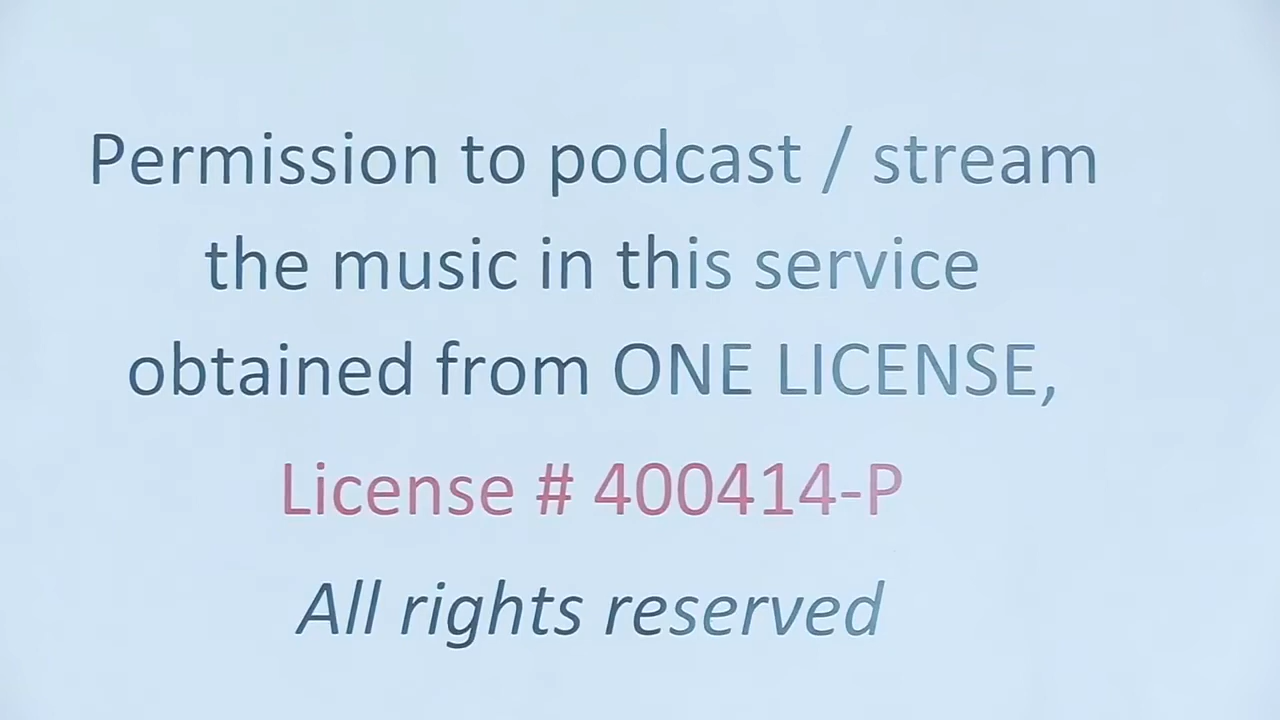 Permission to podcast / stream
the music in this service
obtained from ONE LICENSE,
License # 400414-P
All rights reserved